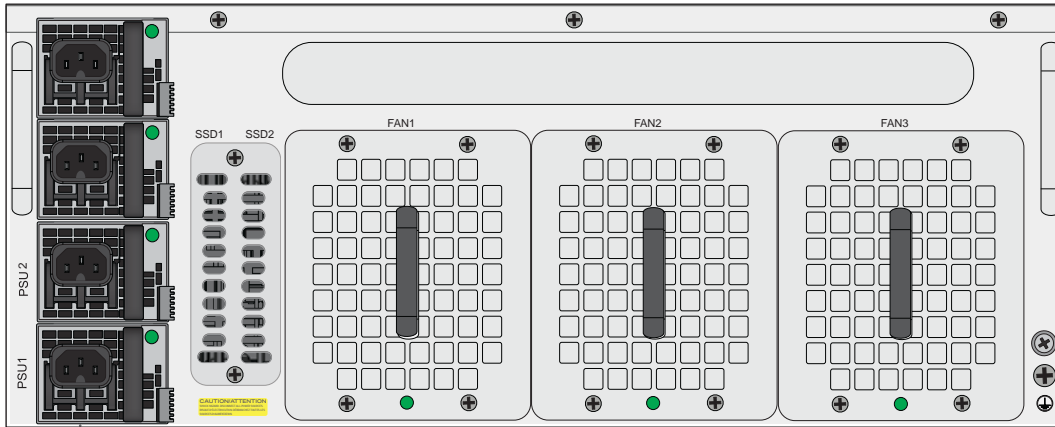 FAN1
FAN2
FAN3
SSD1 SSD2
PSU 2
PSU1
CAUTION/ATTENTION